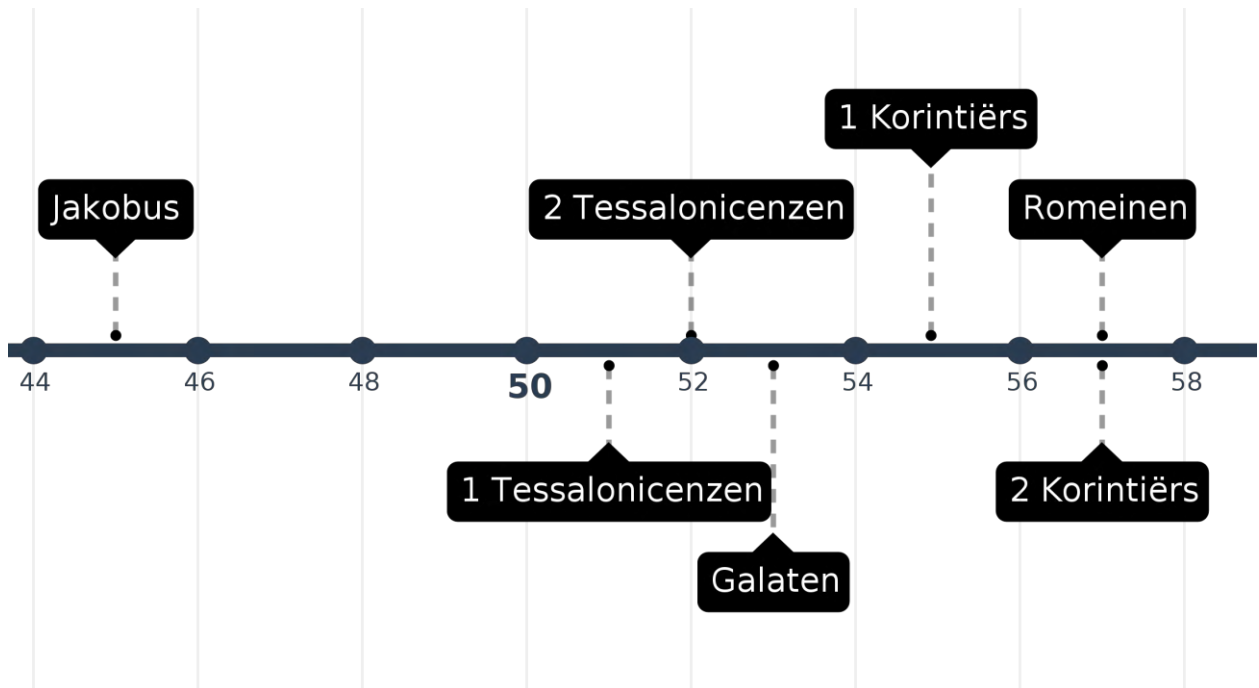 1 Korintiërs
Jakobus
2 Tessalonicenzen
Romeinen
44
46
48
50
52
54
56
58
1 Tessalonicenzen
2 Korintiërs
Galaten